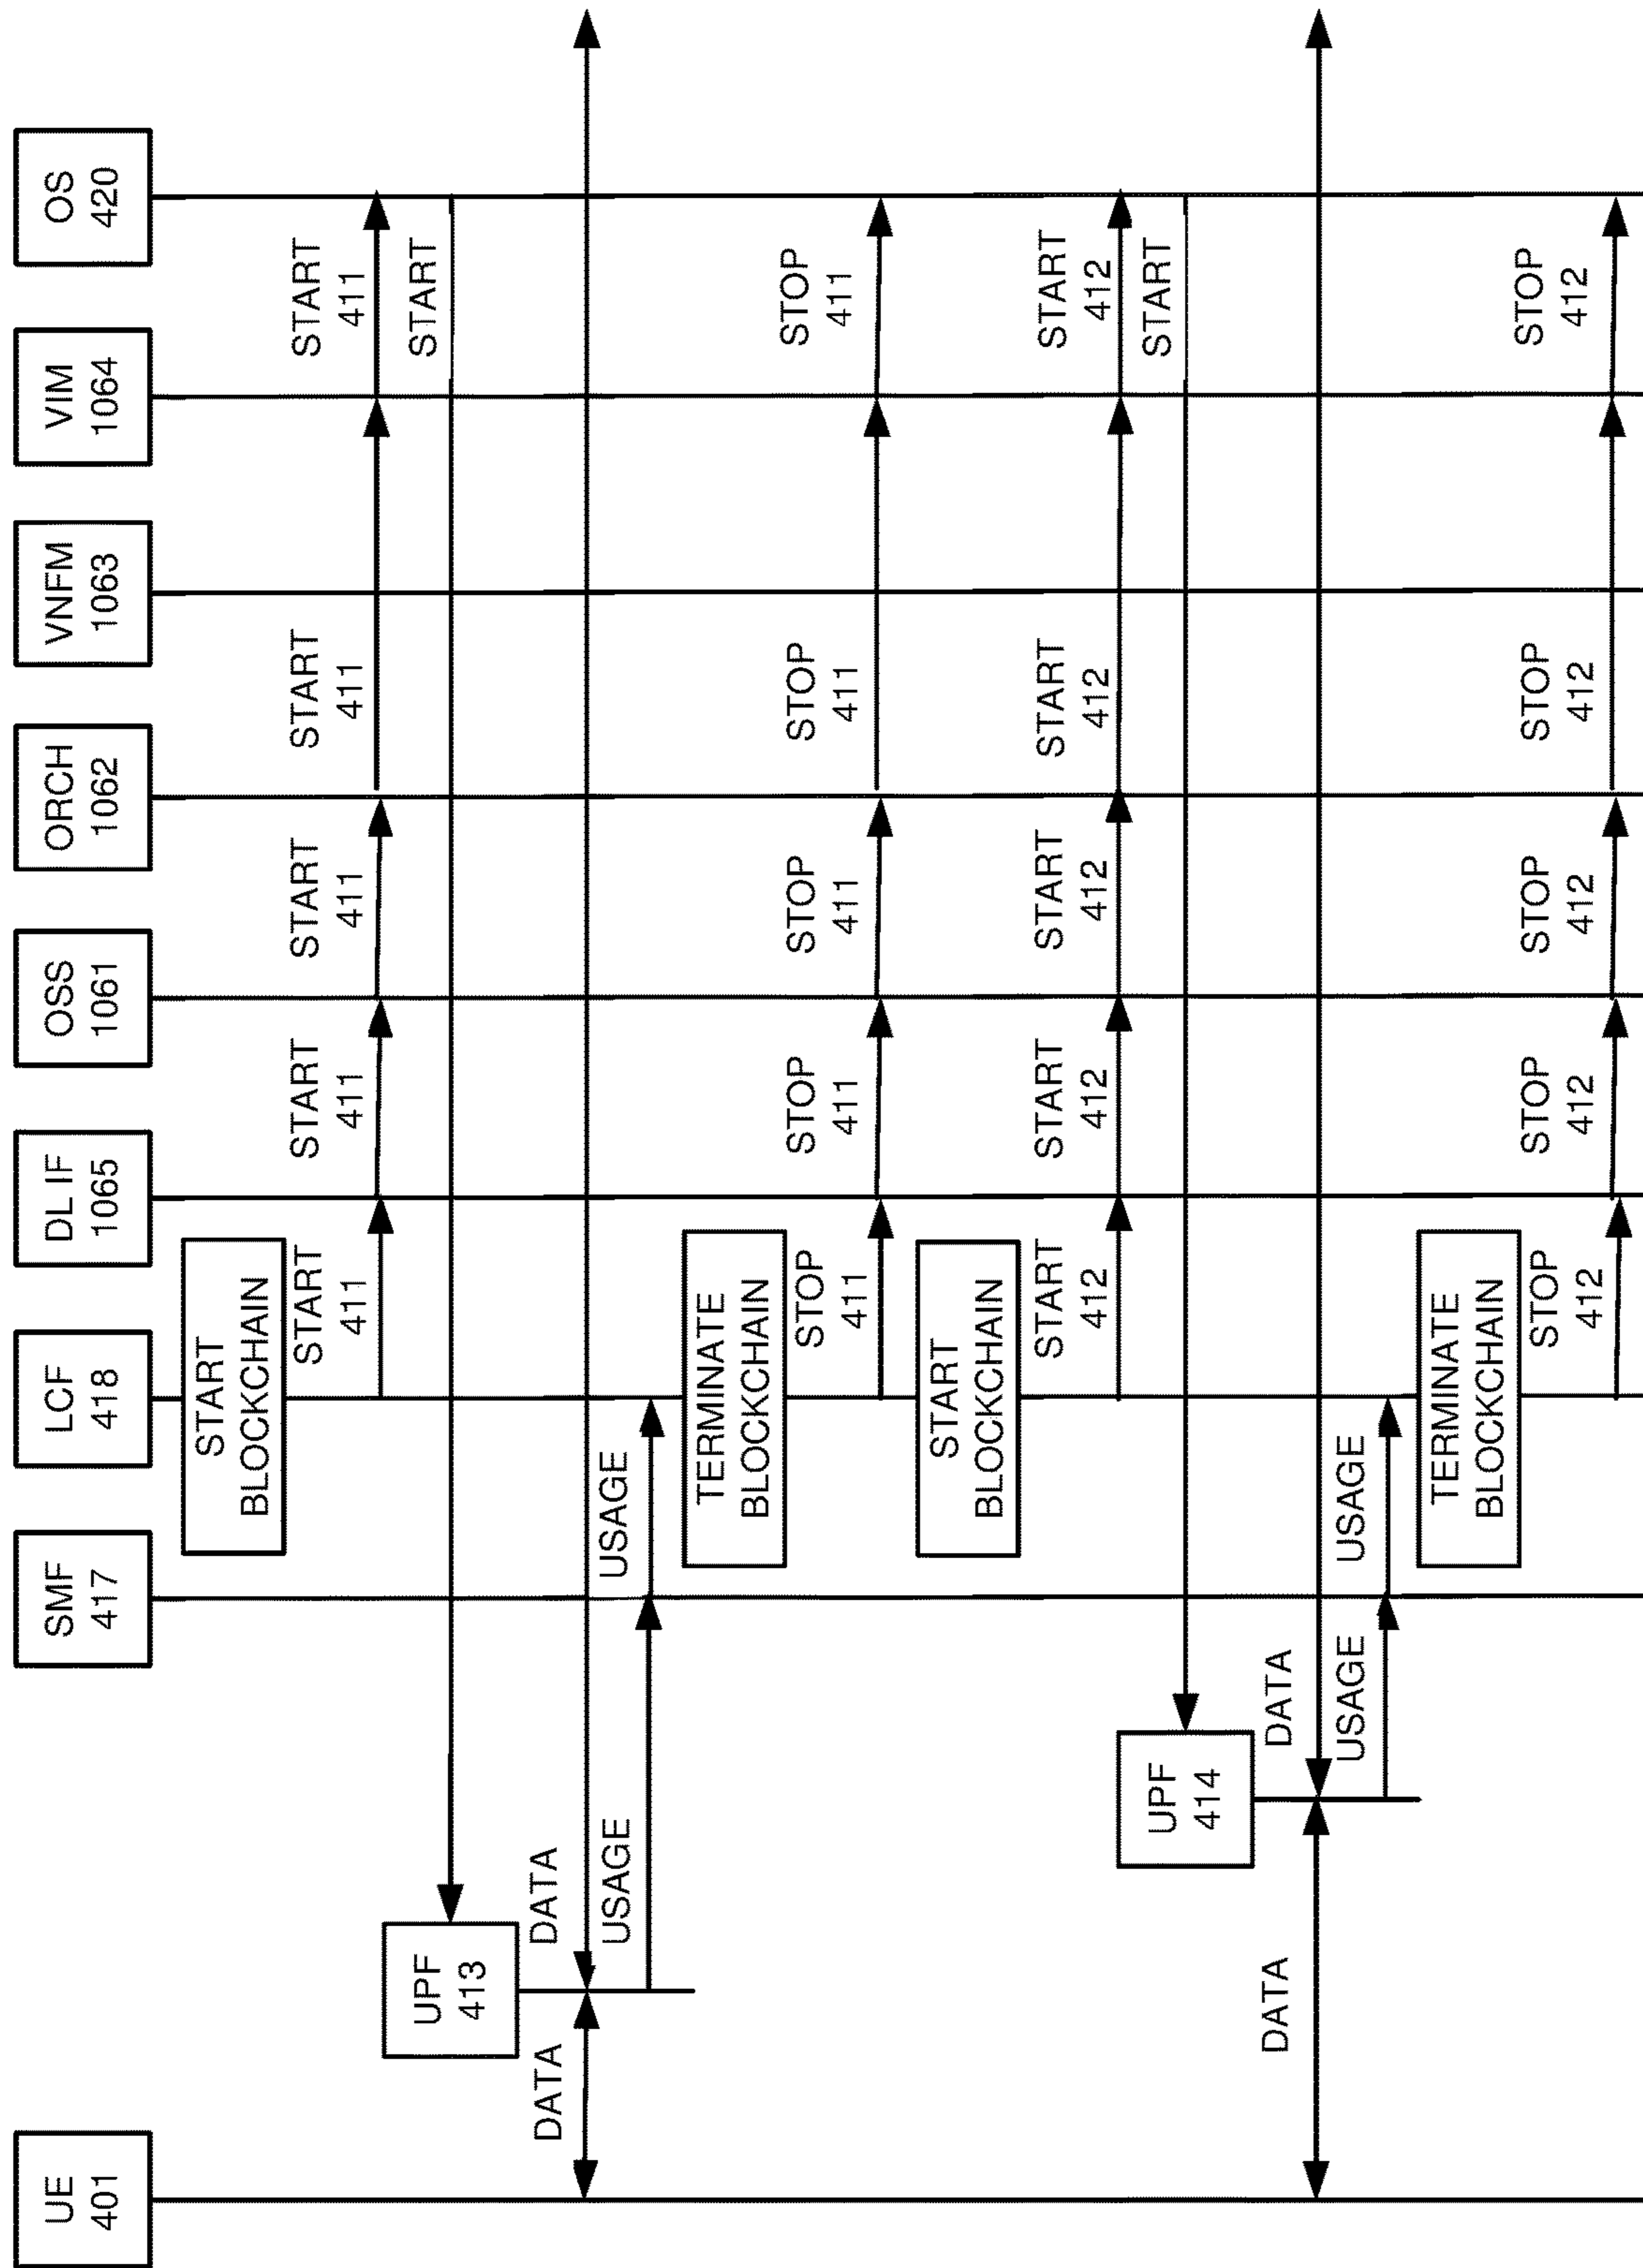 UE
401
SMF
417
LCF
418
DL IF
1065
OSS
1061
ORCH
1062
VNFM
1063
VIM
1064
OS
420
START
BLOCKCHAIN
START
411
START
411
START
411
START
411
START
411
START
UPF
413
DATA
DATA
USAGE
USAGE
TERMINATE
BLOCKCHAIN
STOP
411
STOP
411
STOP
411
STOP
411
STOP
411
START
BLOCKCHAIN
START
412
START
412
START
412
START
412
START
412
START
UPF
414
DATA
DATA
USAGE
USAGE
TERMINATE
BLOCKCHAIN
STOP
412
STOP
412
STOP
412
STOP
412
STOP
412